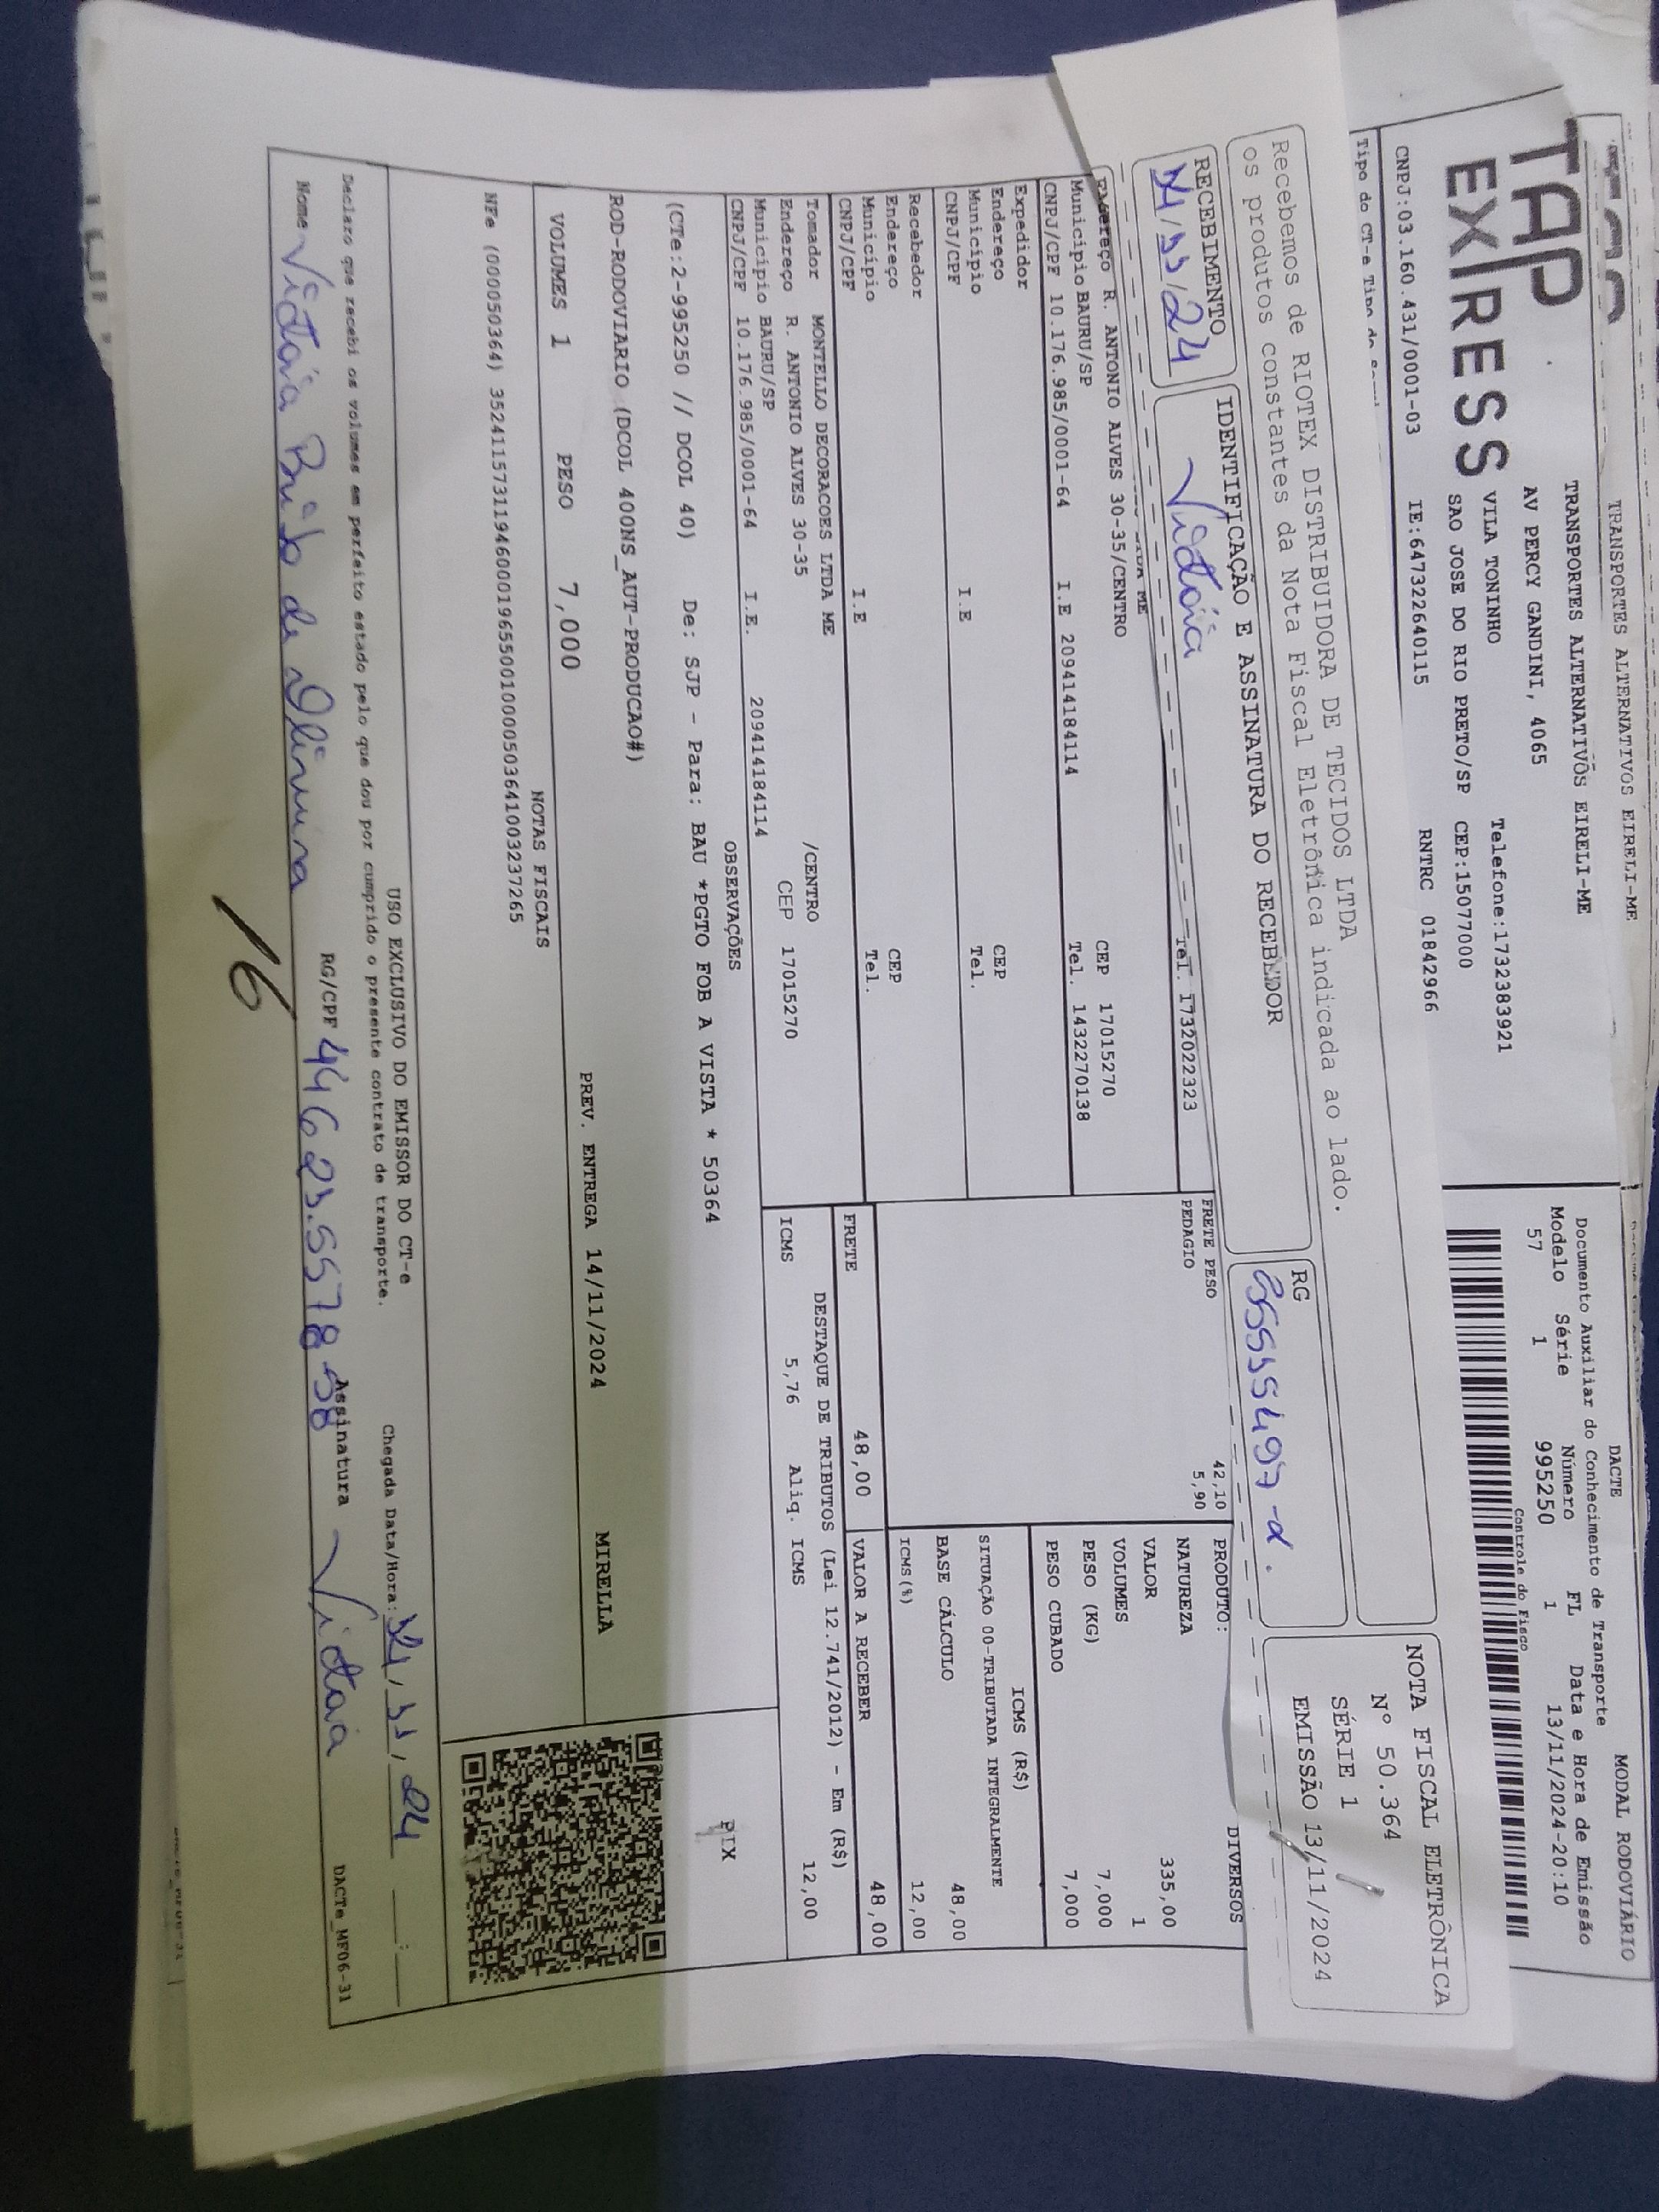 TRANSPORTES ALTERNATIVOS EIRELI-ME
TAP
EXPRESS
TRANSPORTES ALTERNATIVOS EIRELI-ME
AV PERCY GANDINI, 4065
VILA TONINHO Telefone:1732383921
SAO JOSE DO RIO PRETO/SP CEP:15077000
CNPJ:03.160.431/0001-03 IE:647322640115 RNTRC 01842966
Tipo do CT-e Tipo do
DACTE MODAL RODOVIÁRIO
Documento Auxiliar do Conhecimento de Transporte
Modelo Série Número FL Data e Hora de Emissão
57 1 995250 1 13/11/2024-20:10
Controle do Fisco
Recebemos de RIOTEX DISTRIBUIDORA DE TECIDOS LTDA
os produtos constantes da Nota Fiscal Eletrônica indicada ao lado.
NOTA FISCAL ELETRÔNICA
Nº 50.364
SÉRIE 1
EMISSÃO 13/11/2024
RECEBIMENTO IDENTIFICAÇÃO E ASSINATURA DO RECEBEDOR RG
14/11/24 Vitória
Tel. 1732022323
Endereço R. ANTONIO ALVES 30-35/CENTRO CEP 17015270
Município BAURU/SP Tel. 1432270138
CNPJ/CPF 10.176.985/0001-64 I.E 209414184114
Expedidor
Endereço CEP
Município Tel.
CNPJ/CPF I.E
Recebedor
Endereço CEP
Município Tel.
CNPJ/CPF I.E
Tomador MONTELLO DECORACOES LTDA ME
Endereço R. ANTONIO ALVES 30-35 /CENTRO
Município BAURU/SP CEP 17015270
CNPJ/CPF 10.176.985/0001-64 I.E. 209414184114
FRETE PESO 42,10
PEDAGIO 5,90
PRODUTO: DIVERSOS
NATUREZA
VALOR 335,00
VOLUMES 1
PESO (KG) 7,000
PESO CUBADO 7,000
ICMS (R$)
SITUAÇÃO 00-TRIBUTADA INTEGRALMENTE
BASE CÁLCULO 48,00
ICMS(%) 12,00
FRETE 48,00 VALOR A RECEBER 48,00
DESTAQUE DE TRIBUTOS (Lei 12.741/2012) - Em (R$)
ICMS 5,76 Aliq. ICMS 12,00
OBSERVAÇÕES
(CTe:2-995250 // DCOL 40) De: SJP - Para: BAU *PGTO FOB A VISTA * 50364
PIX
ROD-RODOVIARIO (DCOL 400NS_AUT-PRODUCAO#)
VOLUMES 1 PESO 7,000 PREV. ENTREGA 14/11/2024 MIRELLA
NOTAS FISCAIS
NFe (000050364) 35241157311946000196550010000503641003237265
USO EXCLUSIVO DO EMISSOR DO CT-e
Declaro que recebi os volumes em perfeito estado pelo que dou por cumprido o presente contrato de transporte.
Chegada Data/Hora: 14/11/24
Nome Vitória Brito de Oliveira RG/CPF Assinatura Vitória
DACTe_MF06-31
16